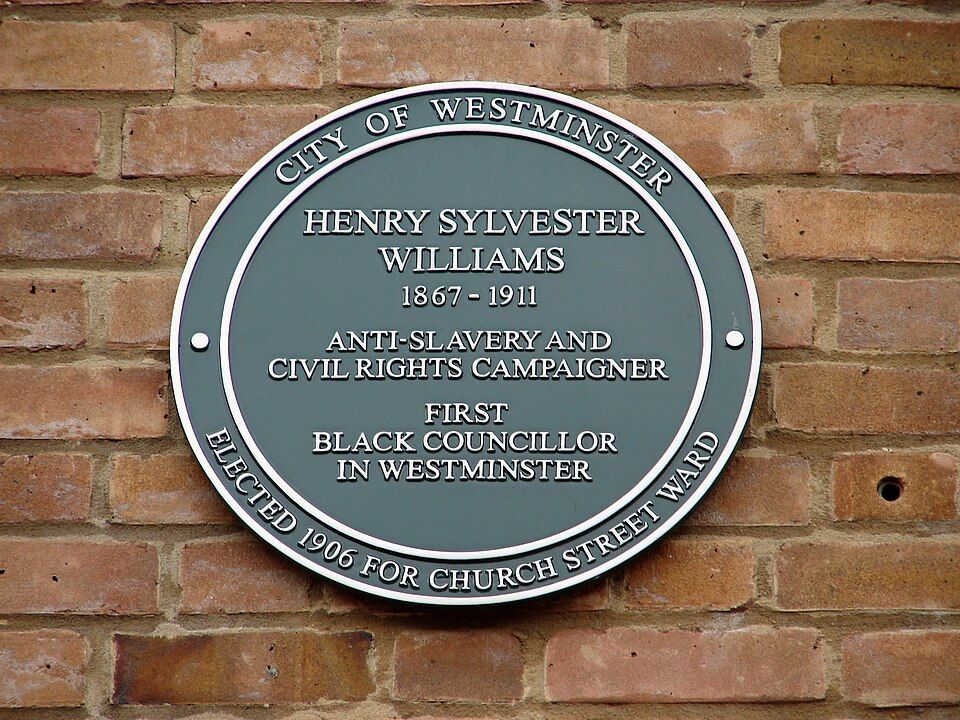 CITY OF WESTMINSTER
HENRY SYLVESTER
WILLIAMS
1867 - 1911
ANTI-SLAVERY AND
CIVIL RIGHTS CAMPAIGNER
FIRST
BLACK COUNCILLOR
IN WESTMINSTER
ELECTED 1906 FOR CHURCH STREET WARD